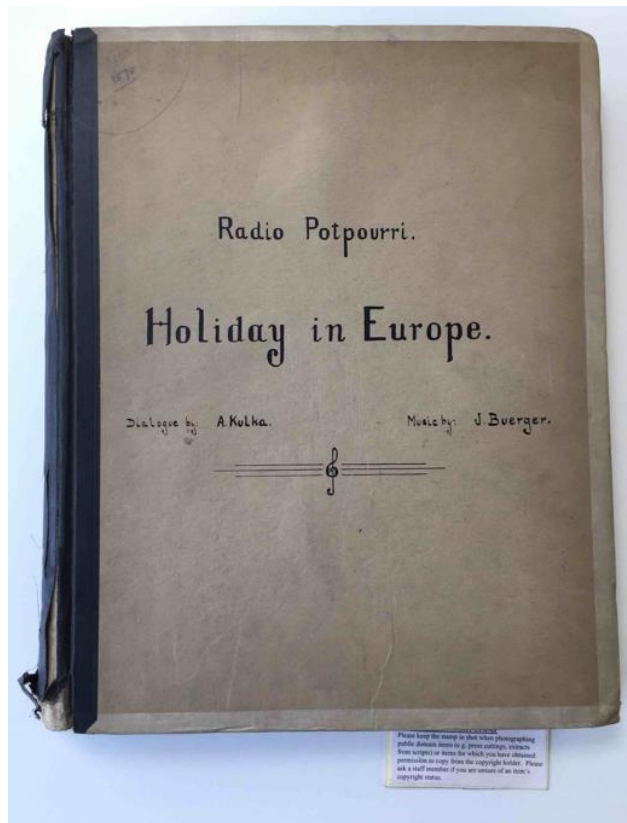 Radio Potpourri.
Holiday in Europe.
Dialogue by: A. Kulka. Music by: J. Buerger.
Please keep the stamp in shot when photographing
public domain items (e.g. press cuttings, extracts
from scripts) or items for which you have obtained
permission to copy from the copyright holder. Please
ask a staff member if you are unsure of an item's
copyright status.